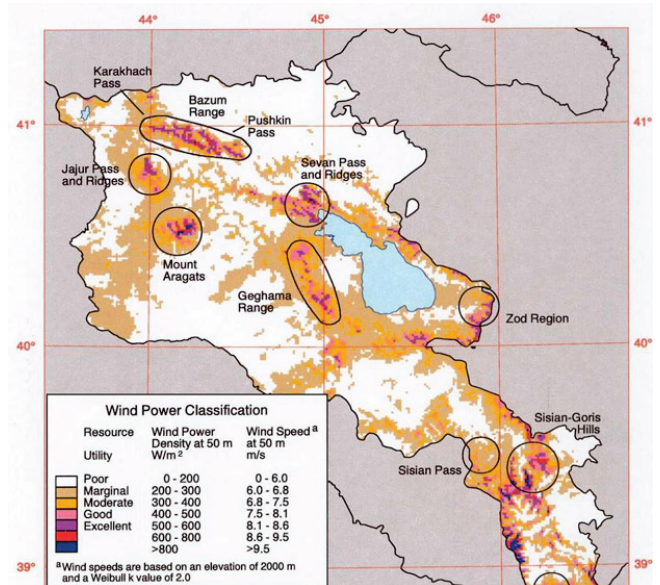 44°
45°
46°
Karakhach
Pass
Bazum
Range
Pushkin
Pass
41°
41°
Jajur Pass
and Ridges
Sevan Pass
and Ridges
Mount
Aragats
Geghama
Range
Zod Region
40°
40°
Sisian-Goris
Hills
Sisian Pass
Wind Power Classification
Resource Wind Power Wind Speed a
Density at 50 m at 50 m
Utility W/m 2 m/s
Poor 0 - 200 0 - 6.0
Marginal 200 - 300 6.0 - 6.8
Moderate 300 - 400 6.8 - 7.5
Good 400 - 500 7.5 - 8.1
Excellent 500 - 600 8.1 - 8.6
600 - 800 8.6 - 9.5
>800 >9.5
a Wind speeds are based on an elevation of 2000 m
and a Weibull k value of 2.0
39°
39°